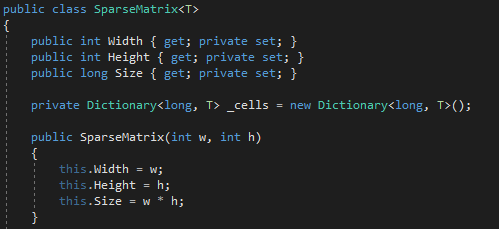 public class SparseMatrix<T>
{
    public int Width { get; private set; }
    public int Height { get; private set; }
    public long Size { get; private set; }

    private Dictionary<long, T> _cells = new Dictionary<long, T>();

    public SparseMatrix(int w, int h)
    {
        this.Width = w;
        this.Height = h;
        this.Size = w * h;
    }